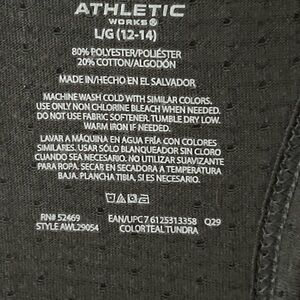 ATHLETIC
WORKS®
L/G (12-14)
80% POLYESTER/POLIÉSTER
20% COTTON/ALGODÓN
MADE IN/HECHO EN EL SALVADOR
MACHINE WASH COLD WITH SIMILAR COLORS.
USE ONLY NON CHLORINE BLEACH WHEN NEEDED.
DO NOT USE FABRIC SOFTENER. TUMBLE DRY LOW.
WARM IRON IF NEEDED.
LAVAR A MÁQUINA EN AGUA FRÍA CON COLORES
SIMILARES. USAR SÓLO BLANQUEADOR SIN CLORO
CUANDO SEA NECESARIO. NO UTILIZAR SUAVIZANTE
PARA ROPA. SECAR EN SECADORA A TEMPERATURA
BAJA. PLANCHA TIBIA, SI ES NECESARIO.
RN# 52469 EAN/UPC 7 6125313358 Q29
STYLE AWL29054 COLOR TEAL TUNDRA